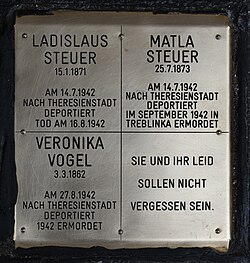 LADISLAUS
STEUER
15.1.1871
AM 14.7.1942
NACH THERESIENSTADT
DEPORTIERT
TOD AM 16.8.1942
MATLA
STEUER
25.7.1873
AM 14.7.1942
NACH THERESIENSTADT
DEPORTIERT
IM SEPTEMBER 1942 IN
TREBLINKA ERMORDET
VERONIKA
VOGEL
3.3.1862
AM 27.8.1942
NACH THERESIENSTADT
DEPORTIERT
1942 ERMORDET
SIE UND IHR LEID
SOLLEN NICHT
VERGESSEN SEIN.